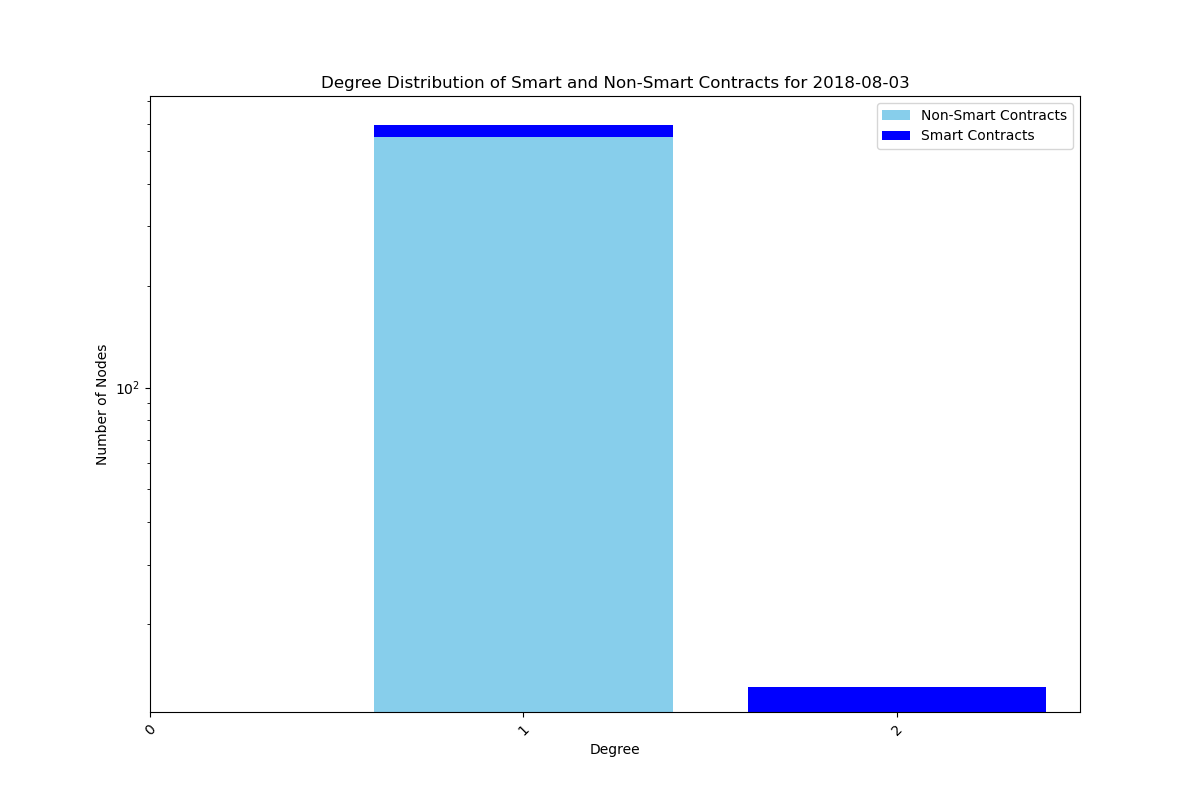 Degree Distribution of Smart and Non-Smart Contracts for 2018-08-03
Non-Smart Contracts
Smart Contracts
Number of Nodes
10²
0
1
2
Degree